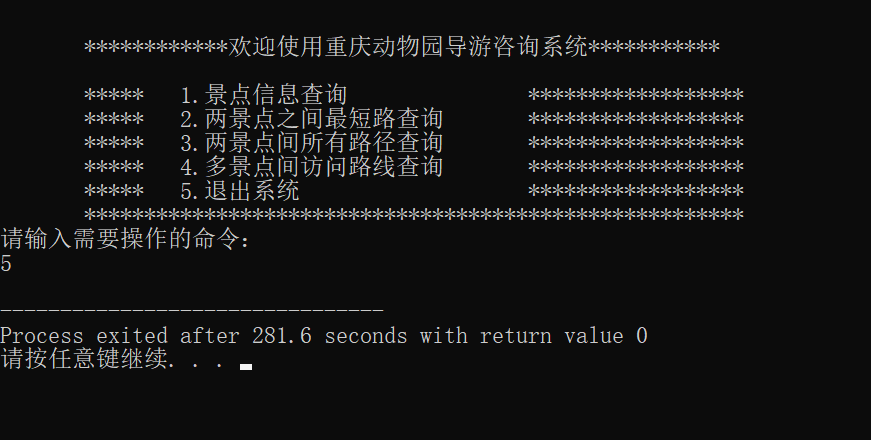 ************欢迎使用重庆动物园导游咨询系统***********
***** 1.景点信息查询 ******************
***** 2.两景点之间最短路查询 ******************
***** 3.两景点间所有路径查询 ******************
***** 4.多景点间访问路线查询 ******************
***** 5.退出系统 ******************
*******************************************************
请输入需要操作的命令:
5
--------------------------------
Process exited after 281.6 seconds with return value 0
请按任意键继续. . .